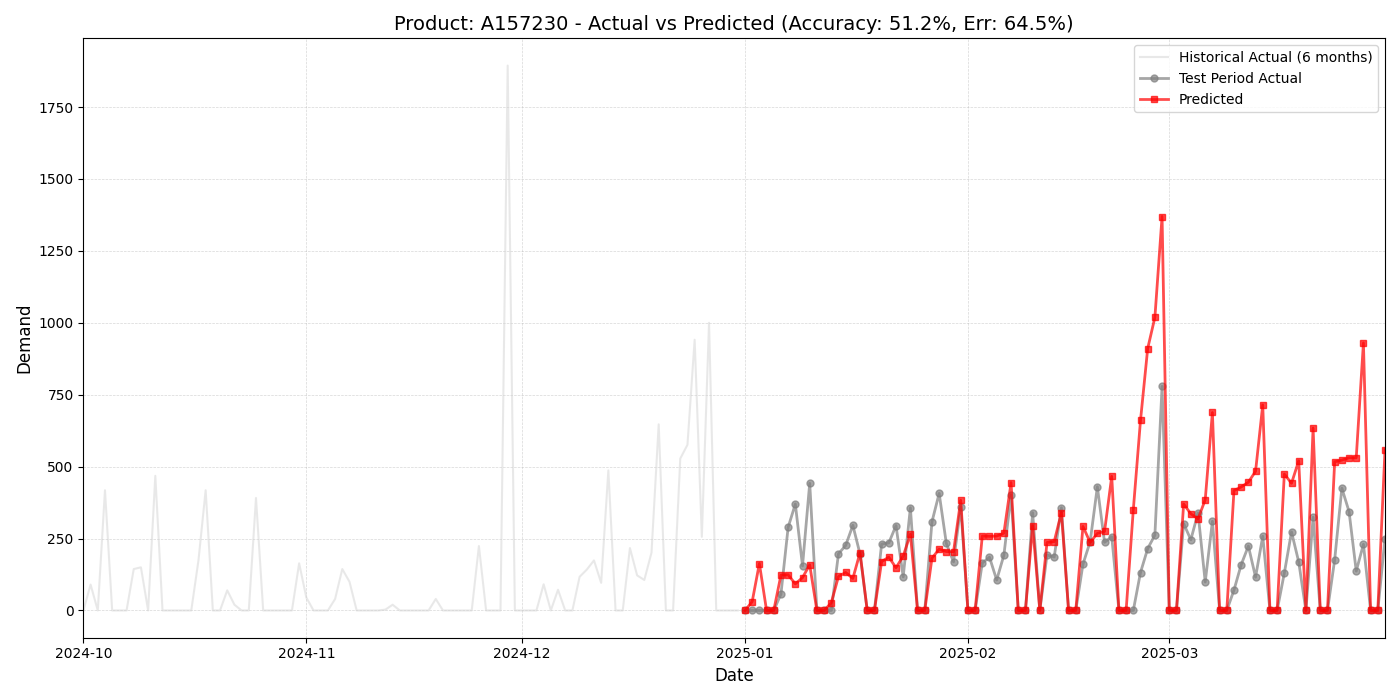 Product: A157230 - Actual vs Predicted (Accuracy: 51.2%, Err: 64.5%)
Historical Actual (6 months)
Test Period Actual
Predicted
Demand
1750
1500
1250
1000
750
500
250
0
2024-10
2024-11
2024-12
2025-01
2025-02
2025-03
Date